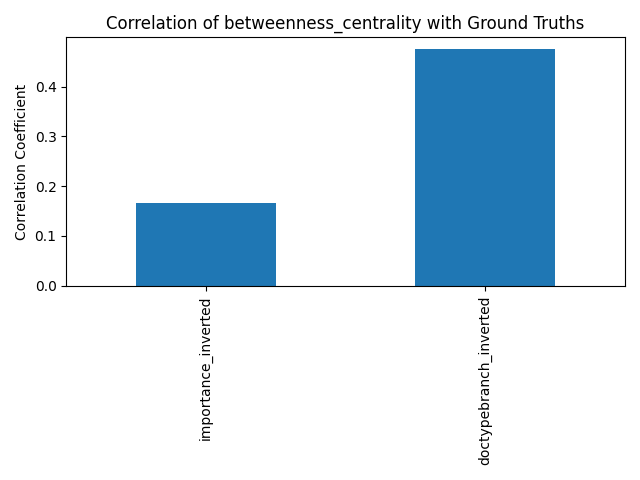 Correlation of betweenness_centrality with Ground Truths
Correlation Coefficient
0.4
0.3
0.2
0.1
0.0
importance_inverted
doctypebranch_inverted